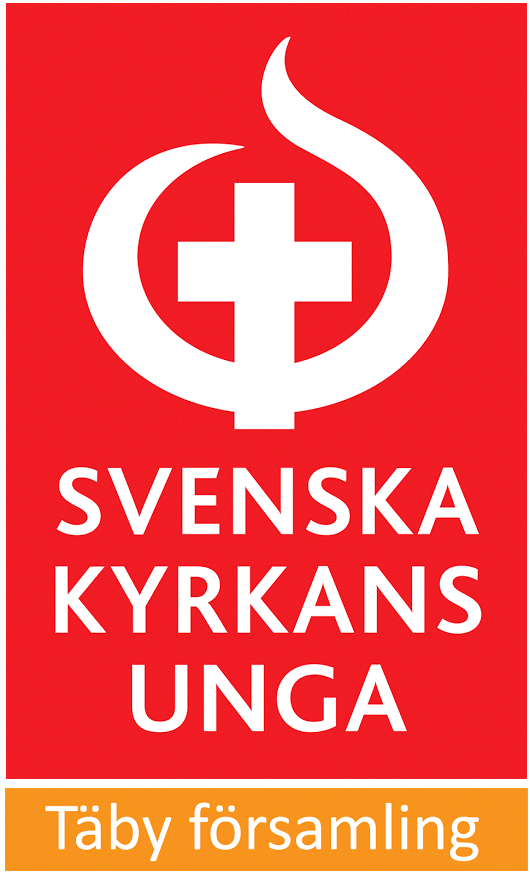 SVENSKA
KYRKANS
UNGA
Täby församling